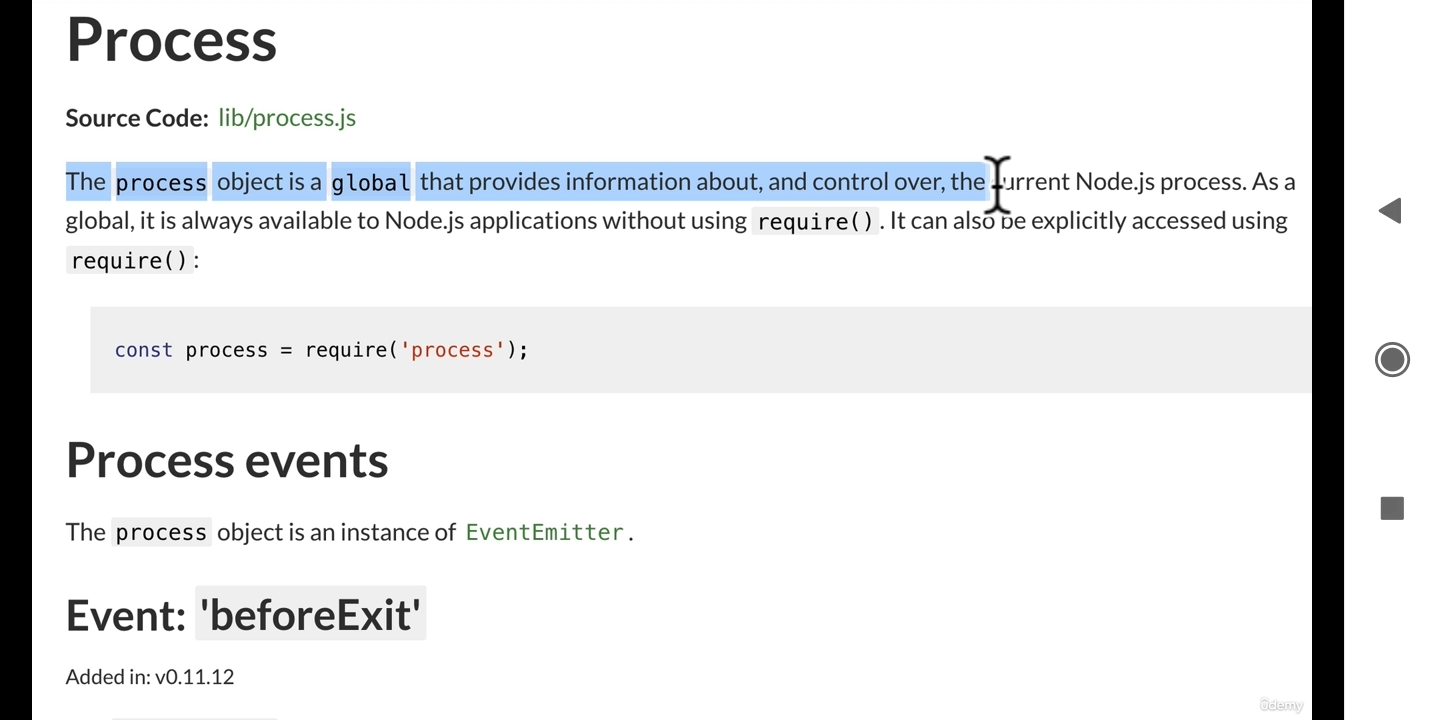 Process
Source Code: lib/process.js
The process object is a global that provides information about, and control over, the current Node.js process. As a
global, it is always available to Node.js applications without using require(). It can also be explicitly accessed using
require():
const process = require('process');
Process events
The process object is an instance of EventEmitter.
Event: 'beforeExit'
Added in: v0.11.12
ûdemy